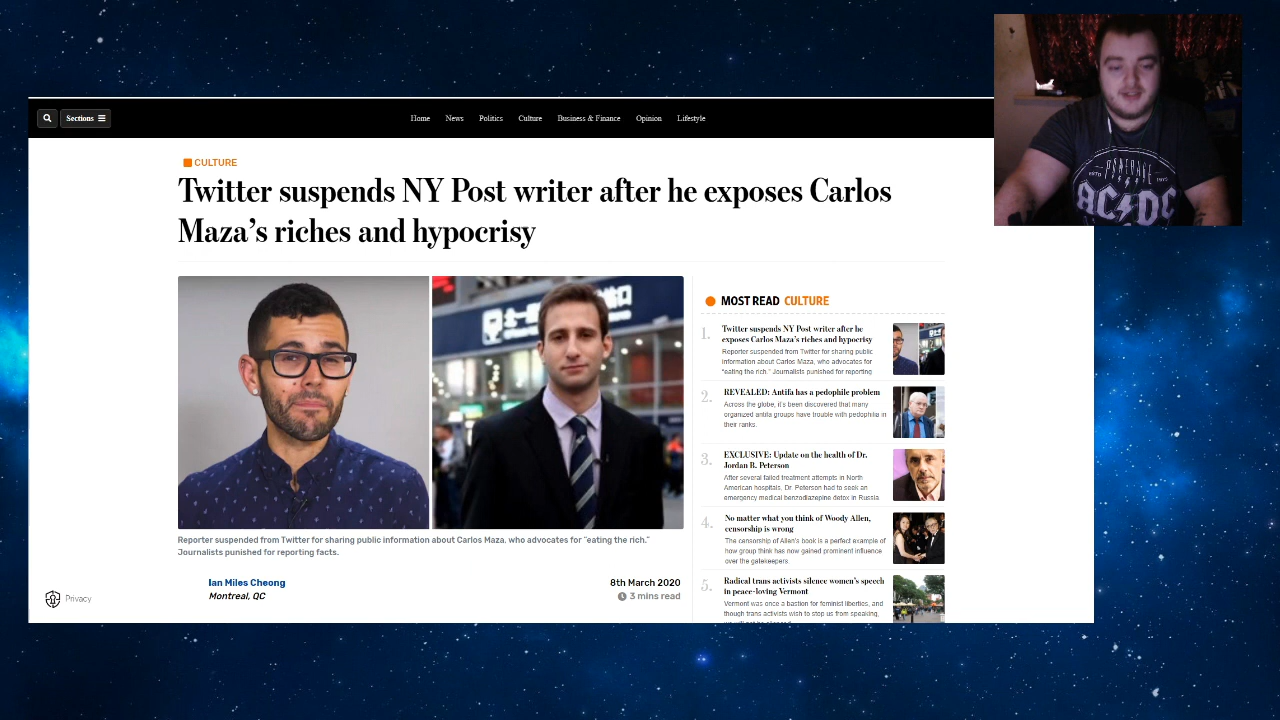 Sections
Home News Politics Culture Business & Finance Opinion Lifestyle
CULTURE
Twitter suspends NY Post writer after he exposes Carlos
Maza's riches and hypocrisy
Reporter suspended from Twitter for sharing public information about Carlos Maza, who advocates for "eating the rich."
Journalists punished for reporting facts.
Ian Miles Cheong
Montreal, QC
8th March 2020
3 mins read
Privacy
MOST READ CULTURE
1.
Twitter suspends NY Post writer after he
exposes Carlos Maza's riches and hypocrisy
Reporter suspended from Twitter for sharing public
information about Carlos Maza, who advocates for
"eating the rich." Journalists punished for reporting
2.
REVEALED: Antifa has a pedophile problem
Across the globe, it's been discovered that many
organized antifa groups have trouble with pedophilia in
their ranks.
3.
EXCLUSIVE: Update on the health of Dr.
Jordan B. Peterson
After several failed treatment attempts in North
American hospitals, Dr. Peterson had to seek an
emergency medical benzodiazepine detox in Russia
4.
No matter what you think of Woody Allen,
censorship is wrong
The censorship of Allen's book is a perfect example of
how group think has now gained prominent influence
over the gatekeepers.
5.
Radical trans activists silence women's speech
in peace-loving Vermont
Vermont was once a bastion for feminist liberties, and
though trans activists wish to stop us from speaking,
AC DC